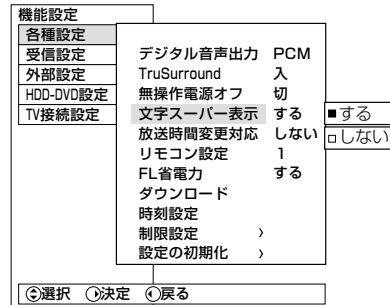 機能設定
各種設定
受信設定
外部設定
HDD-DVD設定
TV接続設定
デジタル音声出力 PCM
TruSurround 入
無操作電源オフ 切
文字スーパー表示 する
放送時間変更対応 しない
リモコン設定 1
FL省電力 する
ダウンロード
時刻設定
制限設定 〉
設定の初期化 〉
■する
□しない
選択 決定 戻る